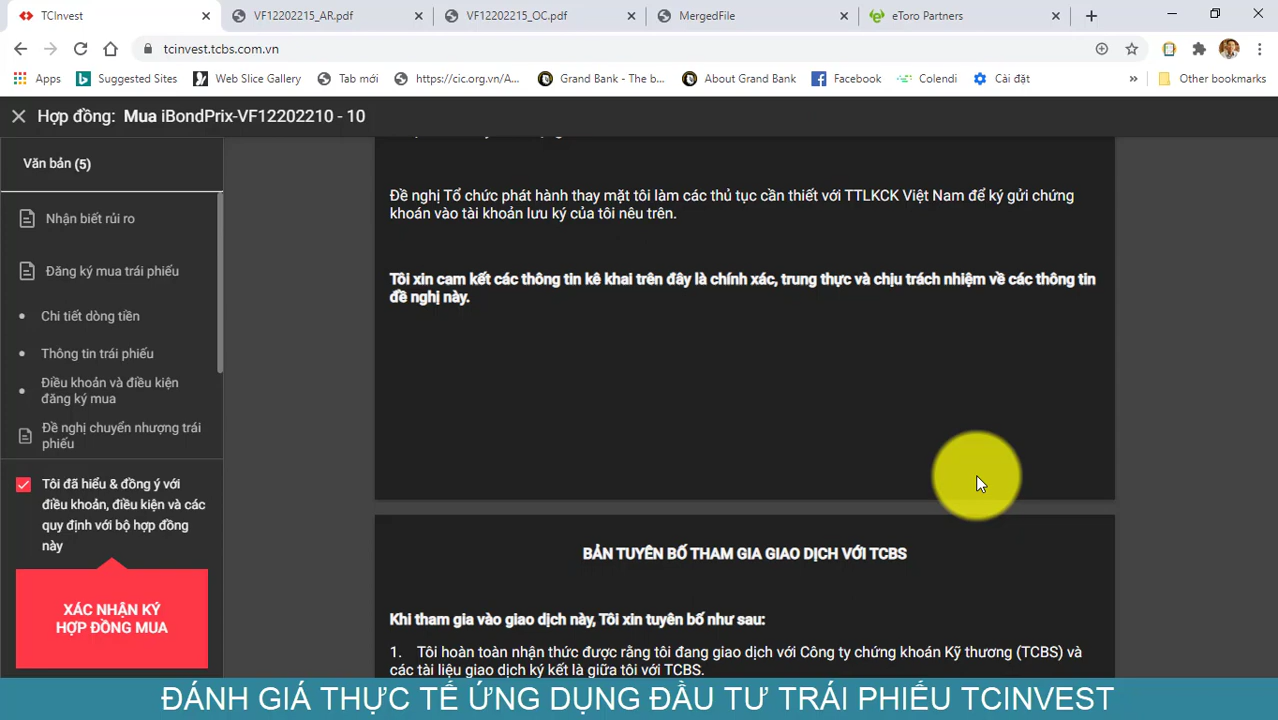 TCInvest
VF12202215_AR.pdf
VF12202215_OC.pdf
MergedFile
eToro Partners
tcinvest.tcbs.com.vn
Apps
Suggested Sites
Web Slice Gallery
Tab mới
https://cic.org.vn/A...
Grand Bank - The b...
About Grand Bank
Facebook
Colendi
Cài đặt
»
Other bookmarks
Hợp đồng: Mua iBondPrix-VF12202210 - 10
Văn bản (5)
Nhận biết rủi ro
Đăng ký mua trái phiếu
Chi tiết dòng tiền
Thông tin trái phiếu
Điều khoản và điều kiện
đăng ký mua
Đề nghị chuyển nhượng trái
phiếu
Tôi đã hiểu & đồng ý với
điều khoản, điều kiện và các
quy định với bộ hợp đồng
này
XÁC NHẬN KÝ
HỢP ĐỒNG MUA
Đề nghị Tổ chức phát hành thay mặt tôi làm các thủ tục cần thiết với TTLKCK Việt Nam để ký gửi chứng
khoán vào tài khoản lưu ký của tôi nêu trên.
Tôi xin cam kết các thông tin kê khai trên đây là chính xác, trung thực và chịu trách nhiệm về các thông tin
đề nghị này.
BẢN TUYÊN BỐ THAM GIA GIAO DỊCH VỚI TCBS
Khi tham gia vào giao dịch này, Tôi xin tuyên bố như sau:
1. Tôi hoàn toàn nhận thức được rằng tôi đang giao dịch với Công ty chứng khoán Kỹ thương (TCBS) và
các tài liệu giao dịch ký kết là giữa tôi với TCBS.
ĐÁNH GIÁ THỰC TẾ ỨNG DỤNG ĐẦU TƯ TRÁI PHIẾU TCINVEST